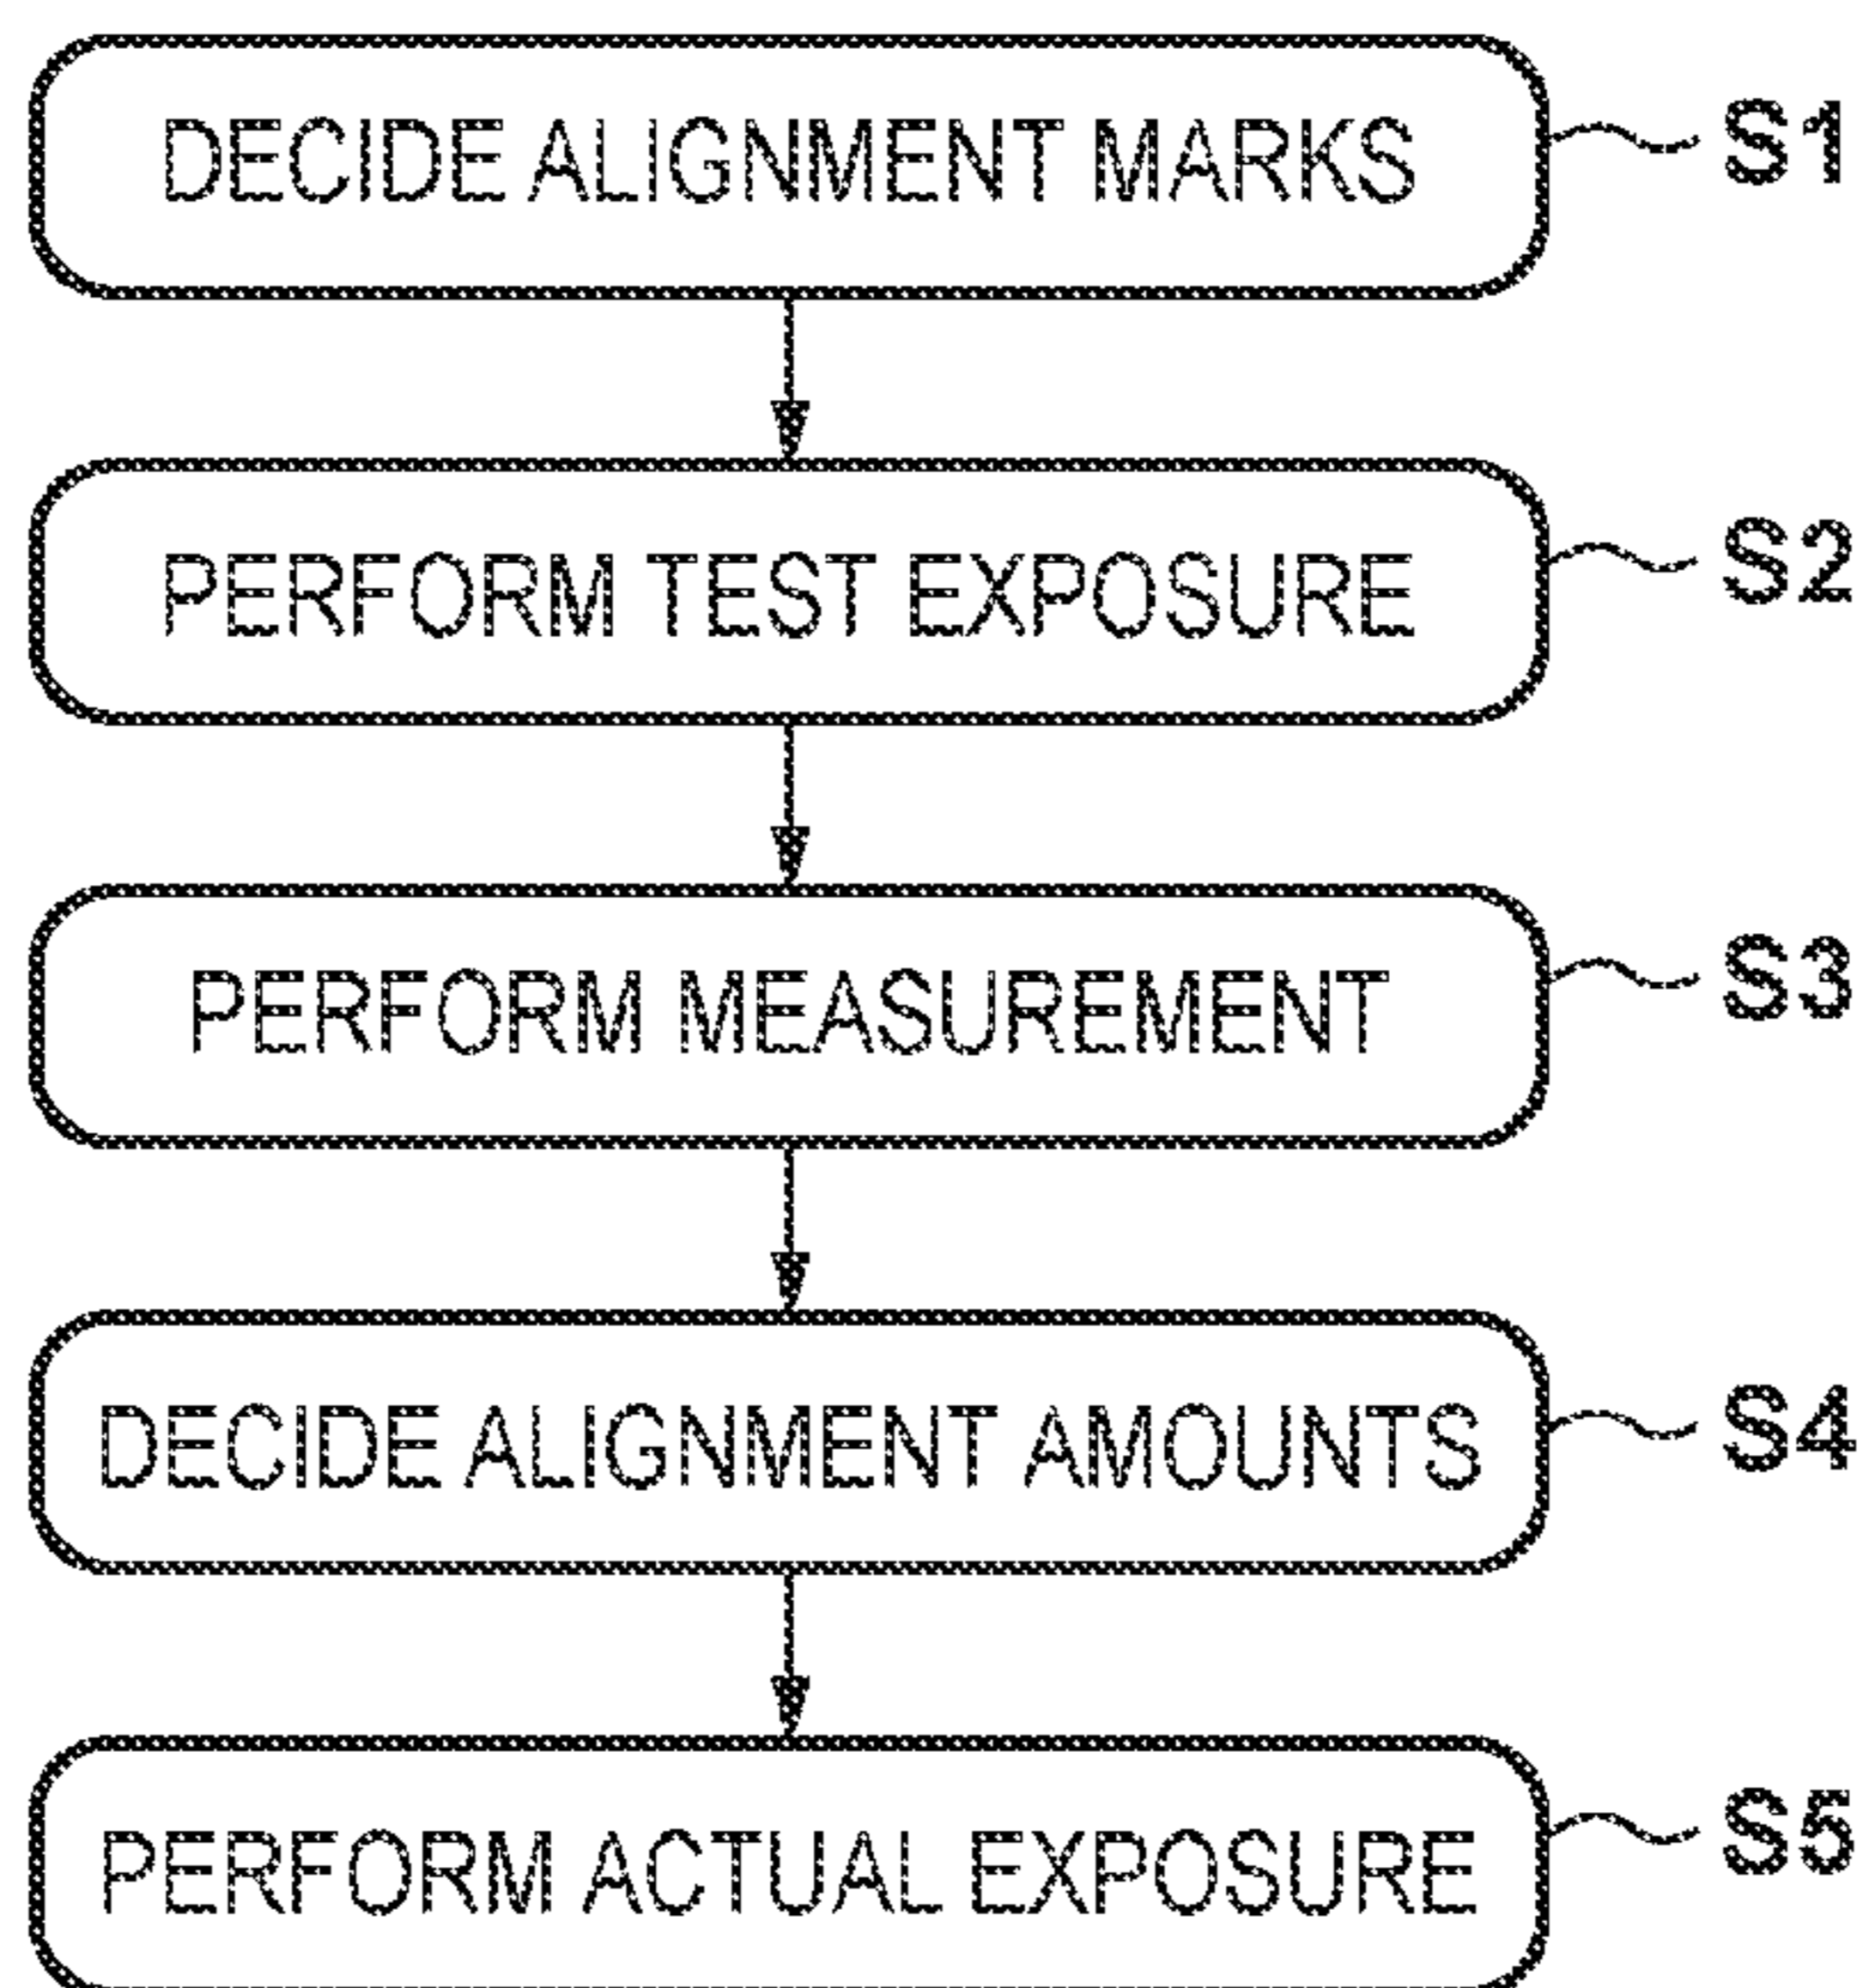 DECIDE ALIGNMENT MARKS S1
PERFORM TEST EXPOSURE S2
PERFORM MEASUREMENT S3
DECIDE ALIGNMENT AMOUNTS S4
PERFORM ACTUAL EXPOSURE S5